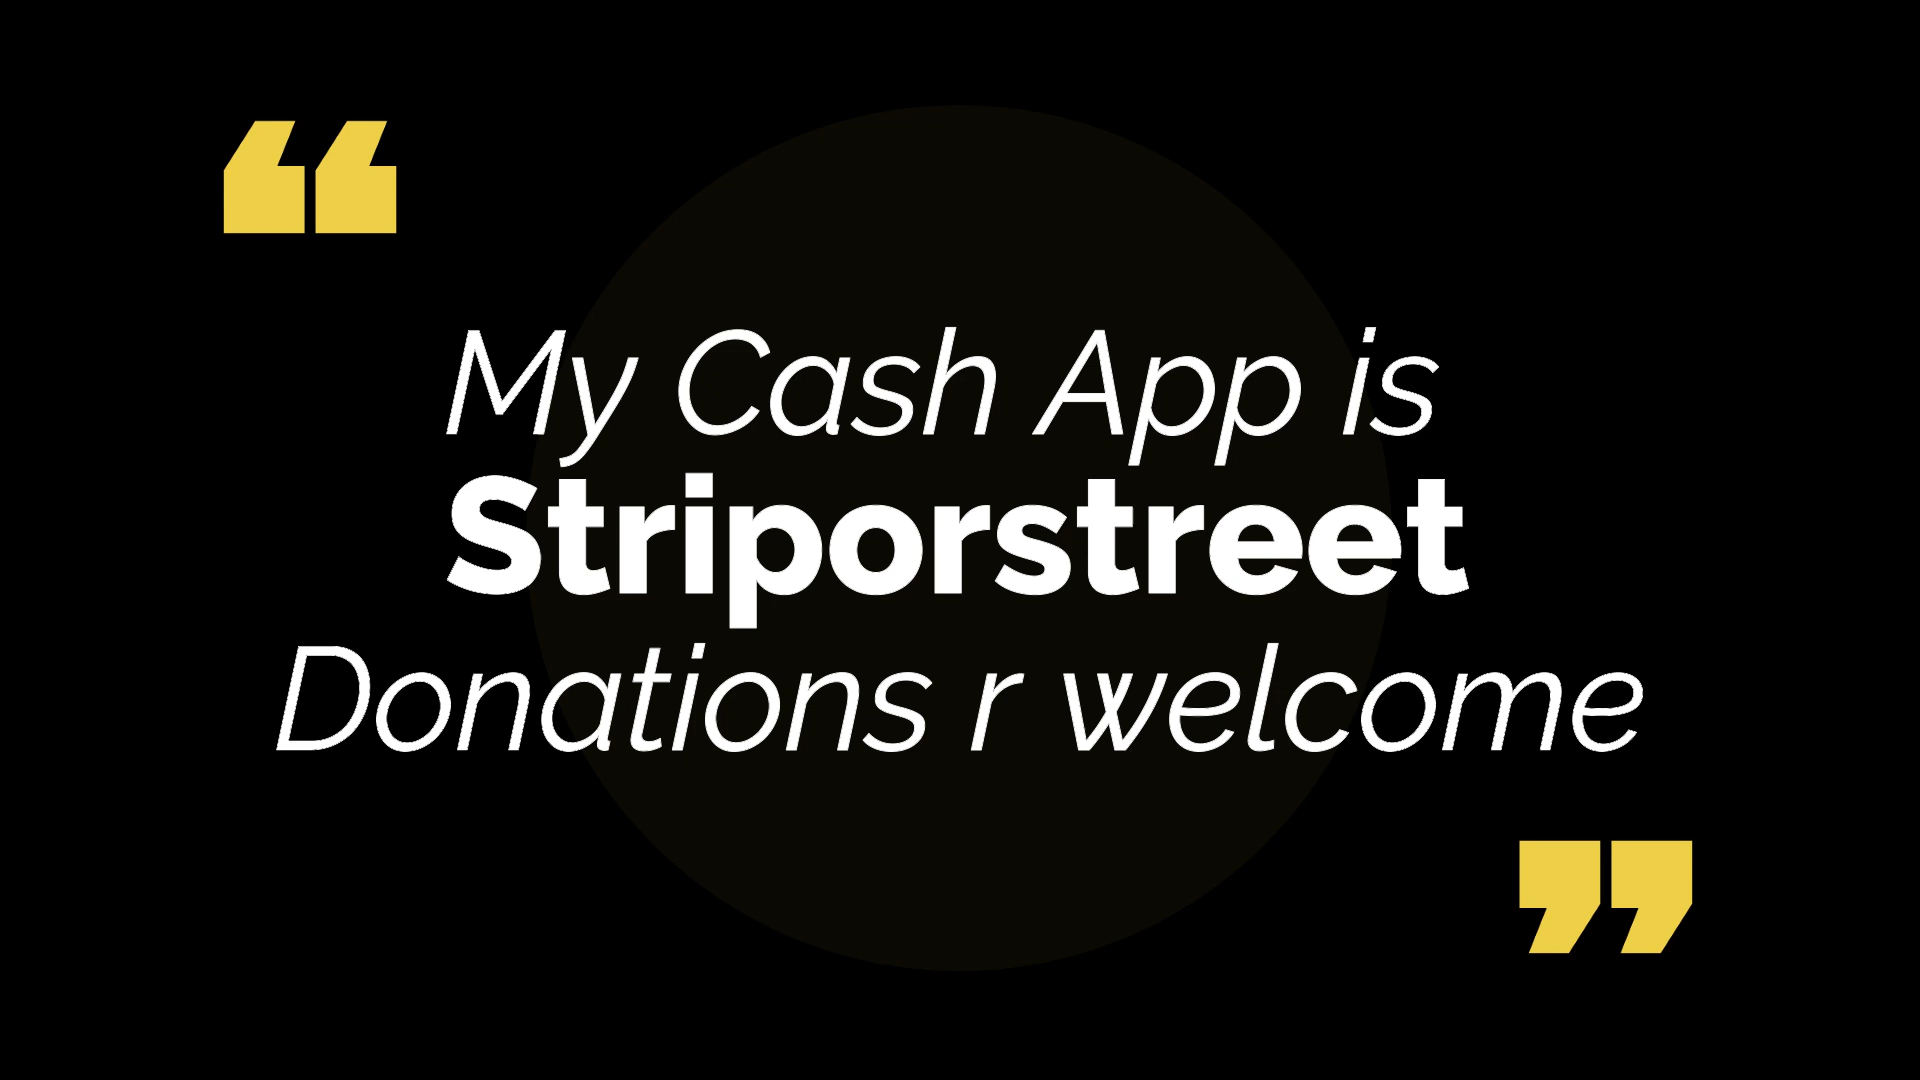 “
My Cash App is
Striporstreet
Donations r welcome
”